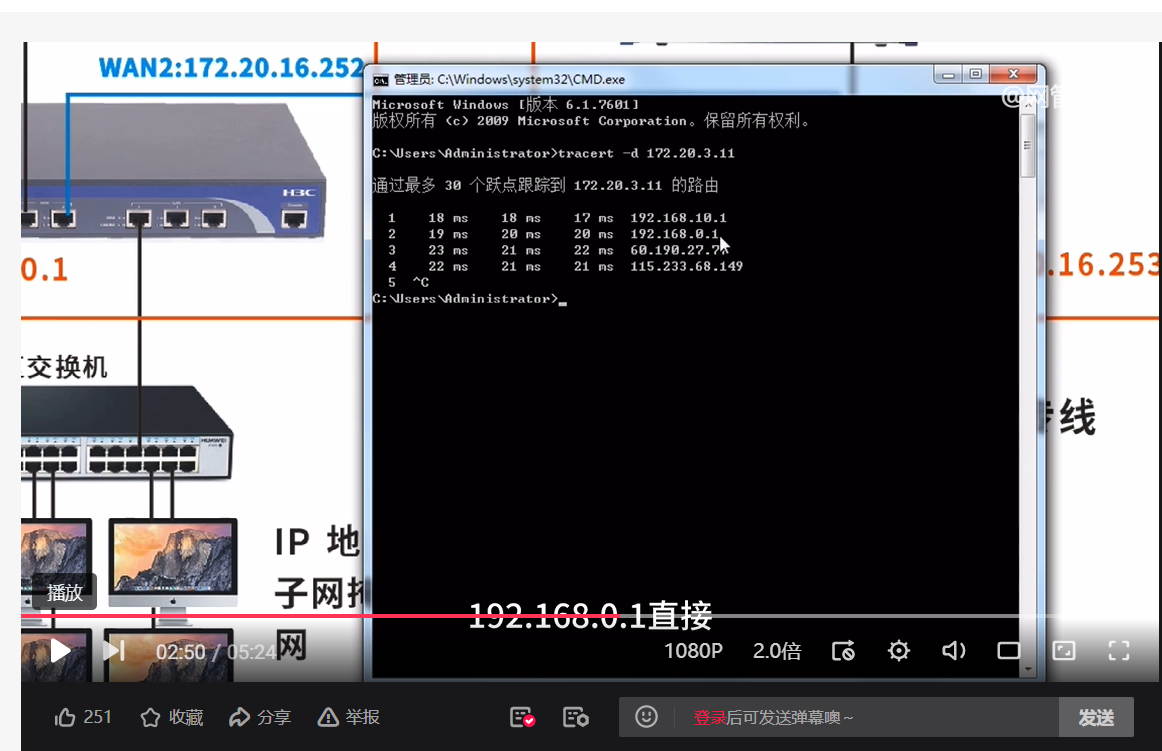 WAN2:172.20.16.252
管理员: C:\Windows\system32\CMD.exe
Microsoft Windows [版本 6.1.7601]
版权所有 (c) 2009 Microsoft Corporation。保留所有权利。
C:\Users\Administrator>tracert -d 172.20.3.11
通过最多 30 个跃点跟踪到 172.20.3.11 的路由
1 18 ms 18 ms 17 ms 192.168.10.1
2 19 ms 20 ms 20 ms 192.168.0.1
3 23 ms 21 ms 22 ms 60.190.27.
4 22 ms 21 ms 21 ms 115.233.68.149
5 ^C
C:\Users\Administrator>_
H3C
0.1
.16.253
交换机
HUAWEI
线
IP 地
子网
网
播放
192.168.0.1直接
02:50 / 05:24
1080P 2.0倍
251 收藏 分享 举报
登录后可发送弹幕噢~
发送